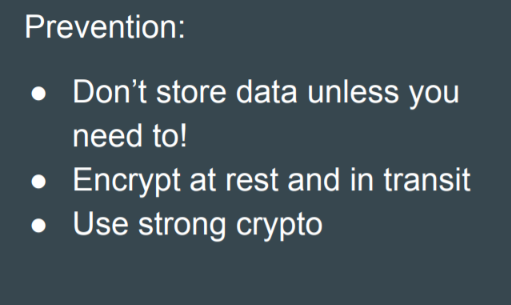 Prevention:
● Don’t store data unless you
need to!
● Encrypt at rest and in transit
● Use strong crypto